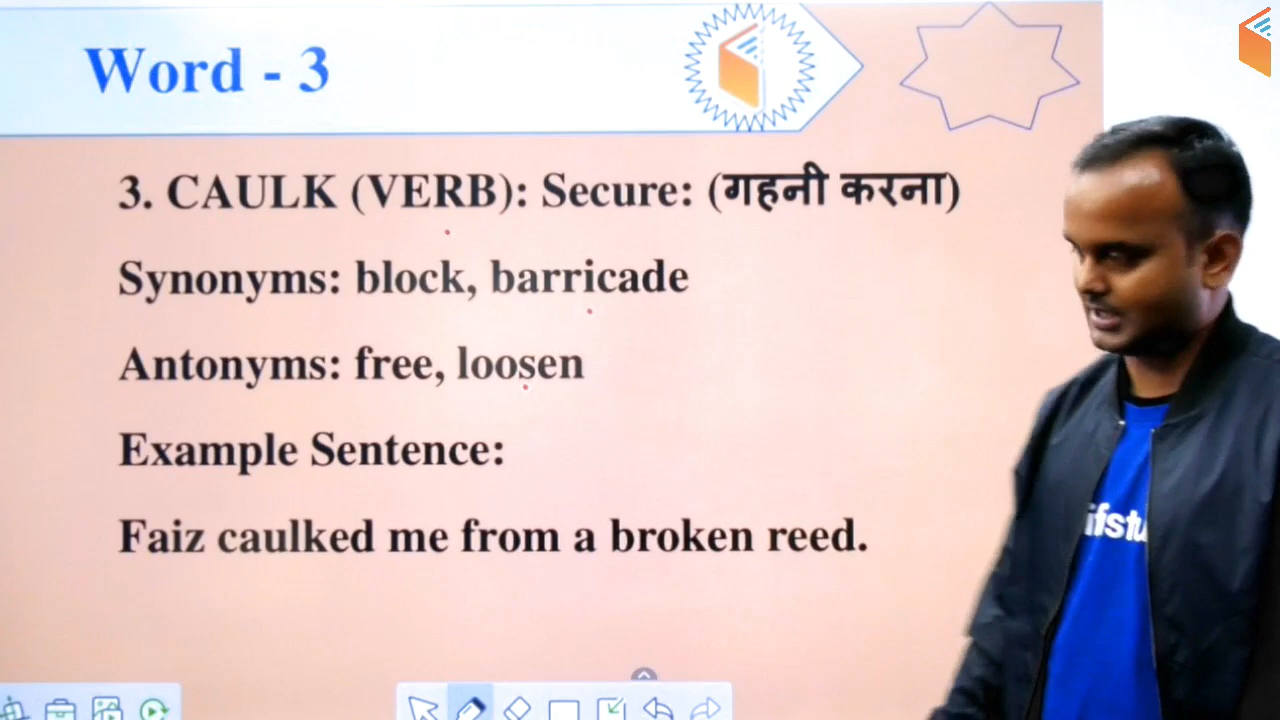 Word - 3
3. CAULK (VERB): Secure: (गहनी करना)
Synonyms: block, barricade
Antonyms: free, loosen
Example Sentence:
Faiz caulked me from a broken reed.
ifstu